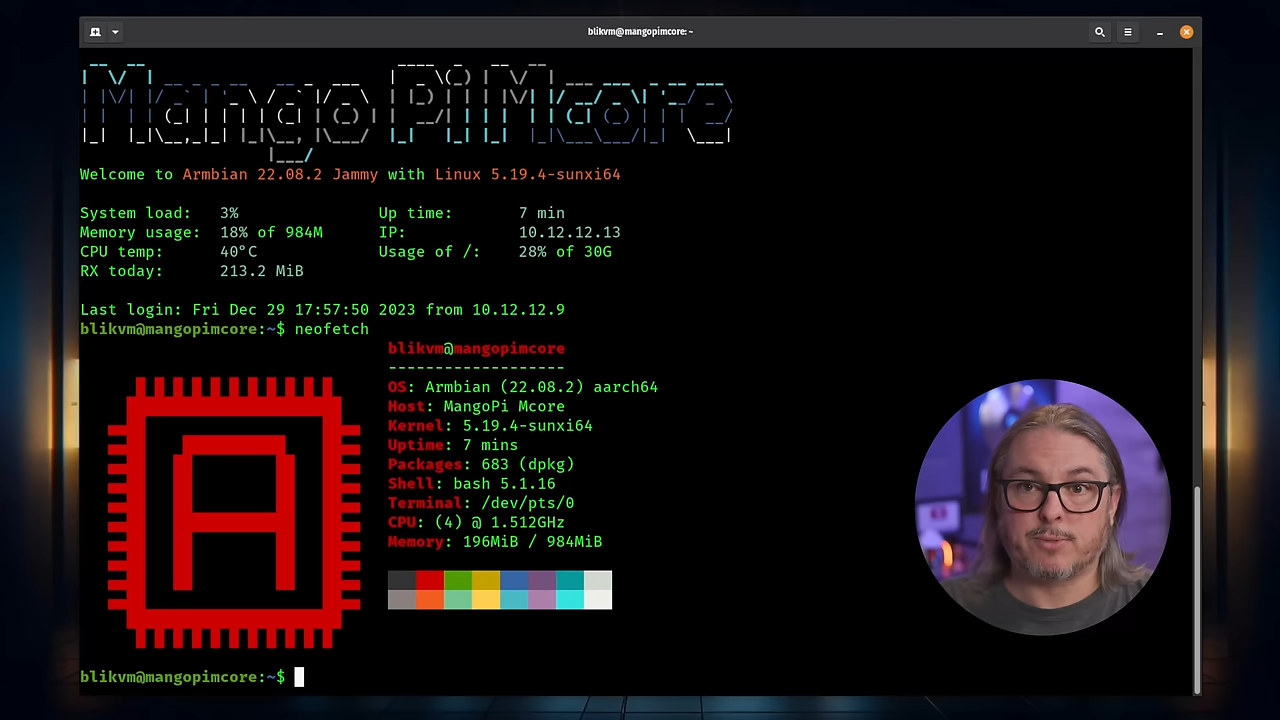 blikvm@mangopimcore: ~
Mango Pi Mcore
Welcome to Armbian 22.08.2 Jammy with Linux 5.19.4-sunxi64
System load: 3% Up time: 7 min
Memory usage: 18% of 984M IP: 10.12.12.13
CPU temp: 40°C Usage of /: 28% of 30G
RX today: 213.2 MiB
Last login: Fri Dec 29 17:57:50 2023 from 10.12.12.9
blikvm@mangopimcore:~$ neofetch
blikvm@mangopimcore
-------------------
OS: Armbian (22.08.2) aarch64
Host: MangoPi Mcore
Kernel: 5.19.4-sunxi64
Uptime: 7 mins
Packages: 683 (dpkg)
Shell: bash 5.1.16
Terminal: /dev/pts/0
CPU: (4) @ 1.512GHz
Memory: 196MiB / 984MiB
A
blikvm@mangopimcore:~$